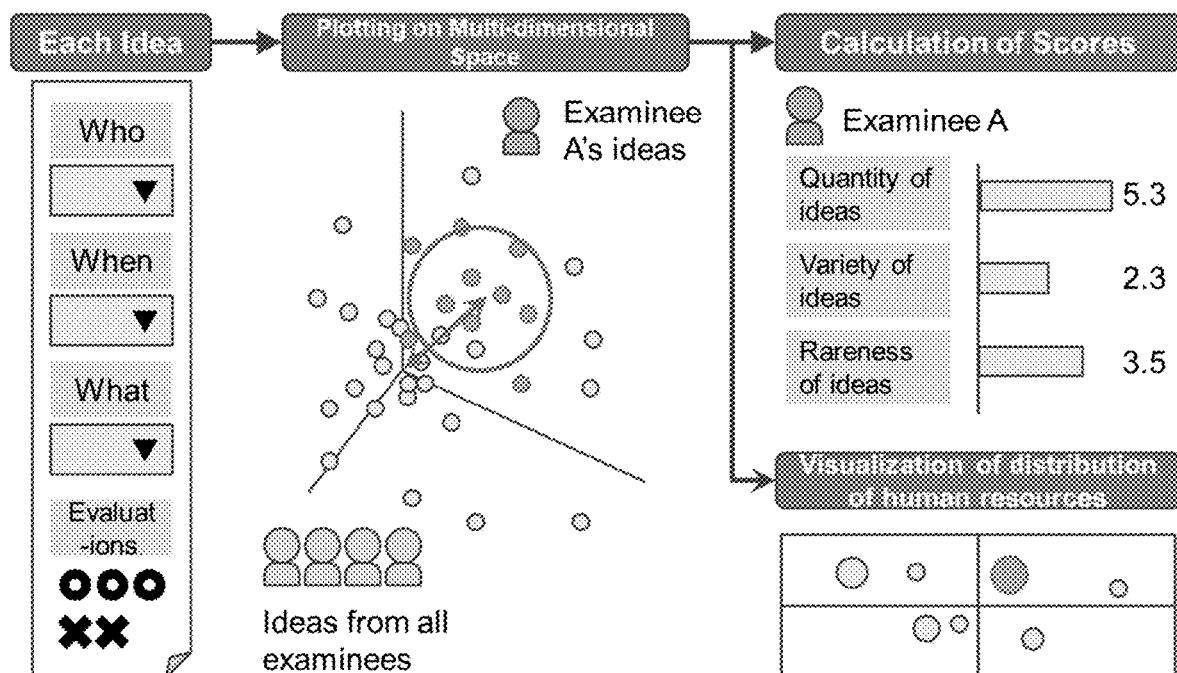 Each Idea
Plotting on Multi-dimensional
Space
Calculation of Scores
Who
When
What
Evaluat
-ions
Examinee
A's ideas
Ideas from all
examinees
Examinee A
Quantity of
ideas
5.3
Variety of
ideas
2.3
Rareness
of ideas
3.5
Visualization of distribution
of human resources